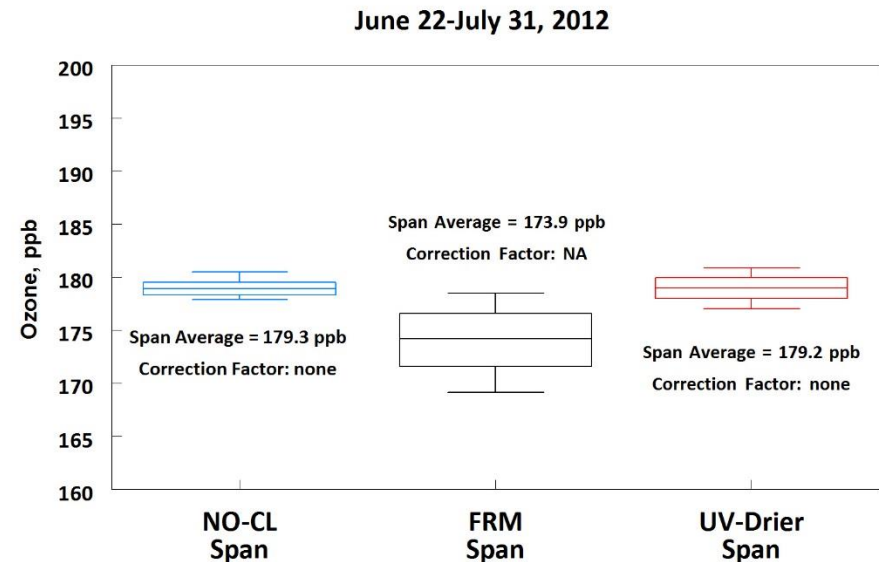 June 22-July 31, 2012
200
195
190
185
180
175
170
165
160
Ozone, ppb
Span Average = 179.3 ppb
Correction Factor: none
Span Average = 173.9 ppb
Correction Factor: NA
Span Average = 179.2 ppb
Correction Factor: none
NO-CL
Span
FRM
Span
UV-Drier
Span